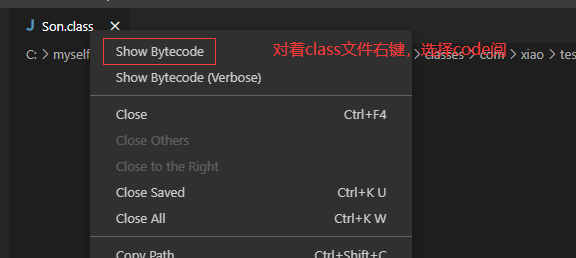 Son.class
Show Bytecode
对着class文件右键，选择code闾
C: > myself
classes > com > xiao > tes
Show Bytecode (Verbose)
Close Ctrl+F4
Close Others
Close to the Right
Close Saved Ctrl+K U
Close All Ctrl+K W
Copy Path Ctrl+Shift+C